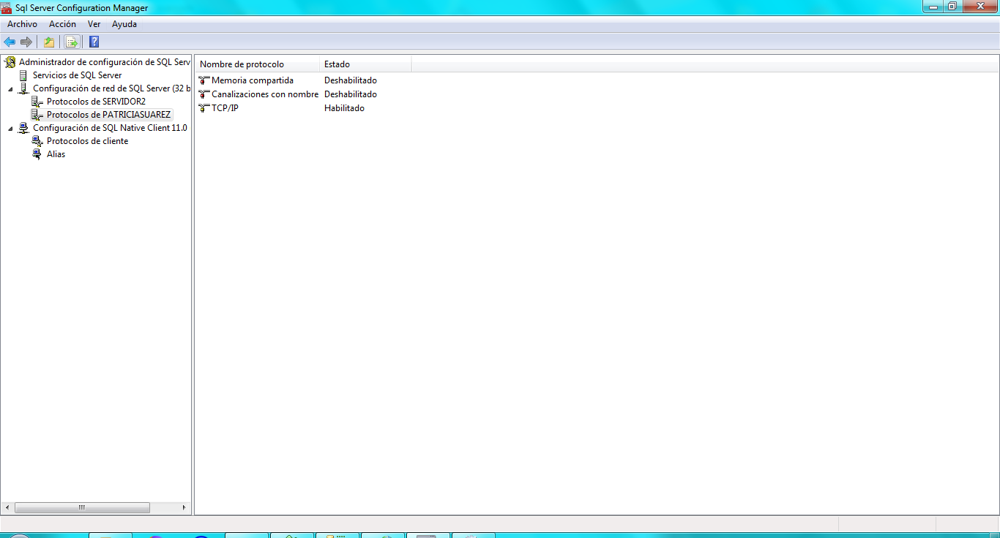 Sql Server Configuration Manager
Archivo Acción Ver Ayuda
Administrador de configuración de SQL Serv
Servicios de SQL Server
Configuración de red de SQL Server (32 b
Protocolos de SERVIDOR2
Protocolos de PATRICIASUAREZ
Configuración de SQL Native Client 11.0
Protocolos de cliente
Alias
Nombre de protocolo Estado
Memoria compartida Deshabilitado
Canalizaciones con nombre Deshabilitado
TCP/IP Habilitado